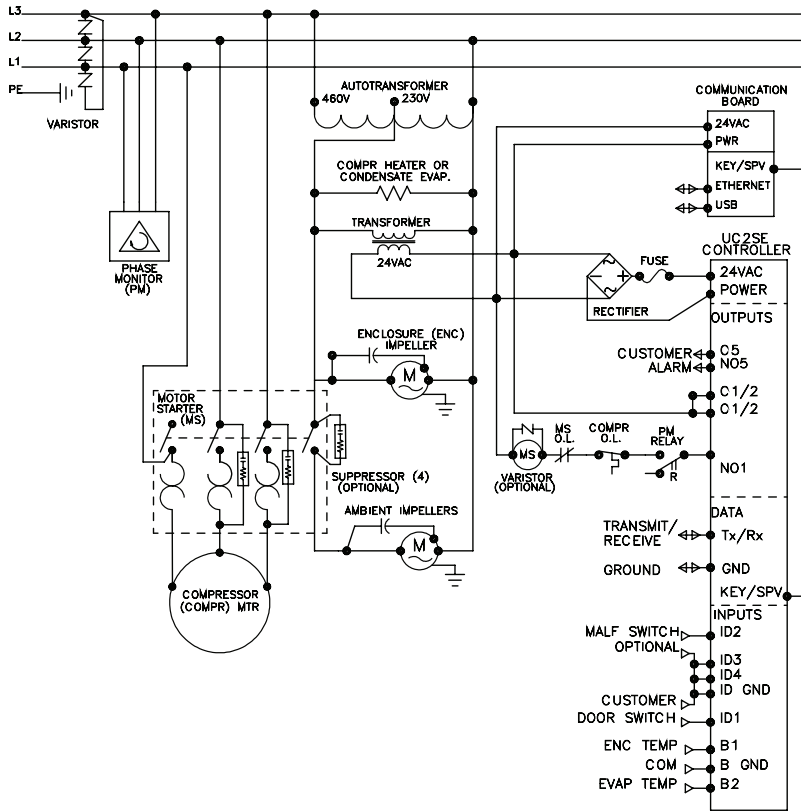 L3
L2
L1
PE
VARISTOR
AUTOTRANSFORMER
460V
230V
COMMUNICATION
BOARD
24VAC
PWR
KEY/SPV
ETHERNET
USB
COMPR HEATER OR
CONDENSATE EVAP.
TRANSFORMER
24VAC
PHASE
MONITOR
(PM)
UC2SE
CONTROLLER
FUSE
24VAC
POWER
RECTIFIER
OUTPUTS
ENCLOSURE (ENC)
IMPELLER
M
CUSTOMER
ALARM
C5
NO5
C1/2
C1/2
MOTOR
STARTER
(MS)
MS
O.L.
COMPR
O.L.
PM
RELAY
MS
R
NO1
VARISTOR
(OPTIONAL)
SUPPRESSOR (4)
(OPTIONAL)
AMBIENT IMPELLERS
M
DATA
TRANSMIT/
RECEIVE
Tx/Rx
GROUND
GND
KEY/SPV
COMPRESSOR
(COMPR) MTR
INPUTS
MALF SWITCH
OPTIONAL
ID2
ID3
ID4
ID GND
CUSTOMER
DOOR SWITCH
ID1
ENC TEMP
B1
COM
B GND
EVAP TEMP
B2